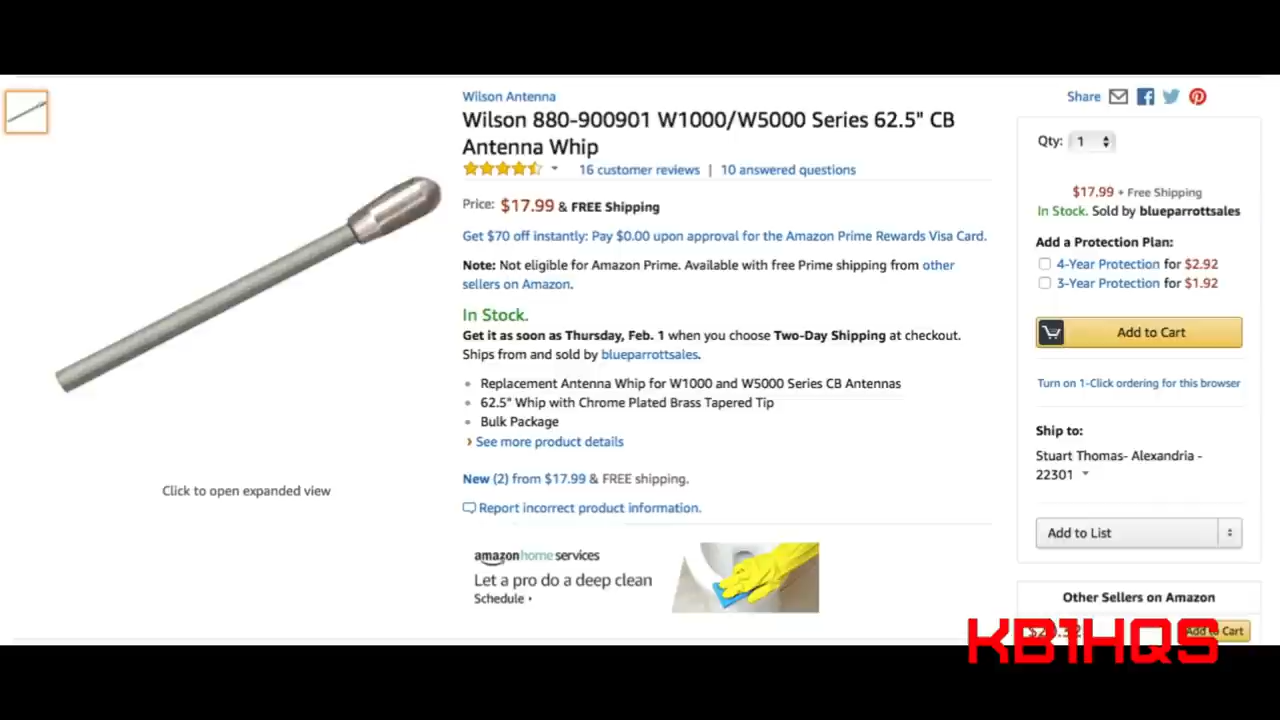 Wilson Antenna
Wilson 880-900901 W1000/W5000 Series 62.5" CB
Antenna Whip
16 customer reviews | 10 answered questions
Price: $17.99 & FREE Shipping
Get $70 off instantly: Pay $0.00 upon approval for the Amazon Prime Rewards Visa Card.
Note: Not eligible for Amazon Prime. Available with free Prime shipping from other
sellers on Amazon.
In Stock.
Get it as soon as Thursday, Feb. 1 when you choose Two-Day Shipping at checkout.
Ships from and sold by blueparrottsales.
Replacement Antenna Whip for W1000 and W5000 Series CB Antennas
62.5" Whip with Chrome Plated Brass Tapered Tip
Bulk Package
› See more product details
New (2) from $17.99 & FREE shipping.
Report incorrect product information.
Click to open expanded view
amazon home services
Let a pro do a deep clean
Schedule ›
Share
Qty: 1
$17.99 + Free Shipping
In Stock. Sold by blueparrottsales
Add a Protection Plan:
4-Year Protection for $2.92
3-Year Protection for $1.92
Add to Cart
Turn on 1-Click ordering for this browser
Ship to:
Stuart Thomas- Alexandria -
22301
Add to List
Other Sellers on Amazon
Add to Cart
KB1HQS